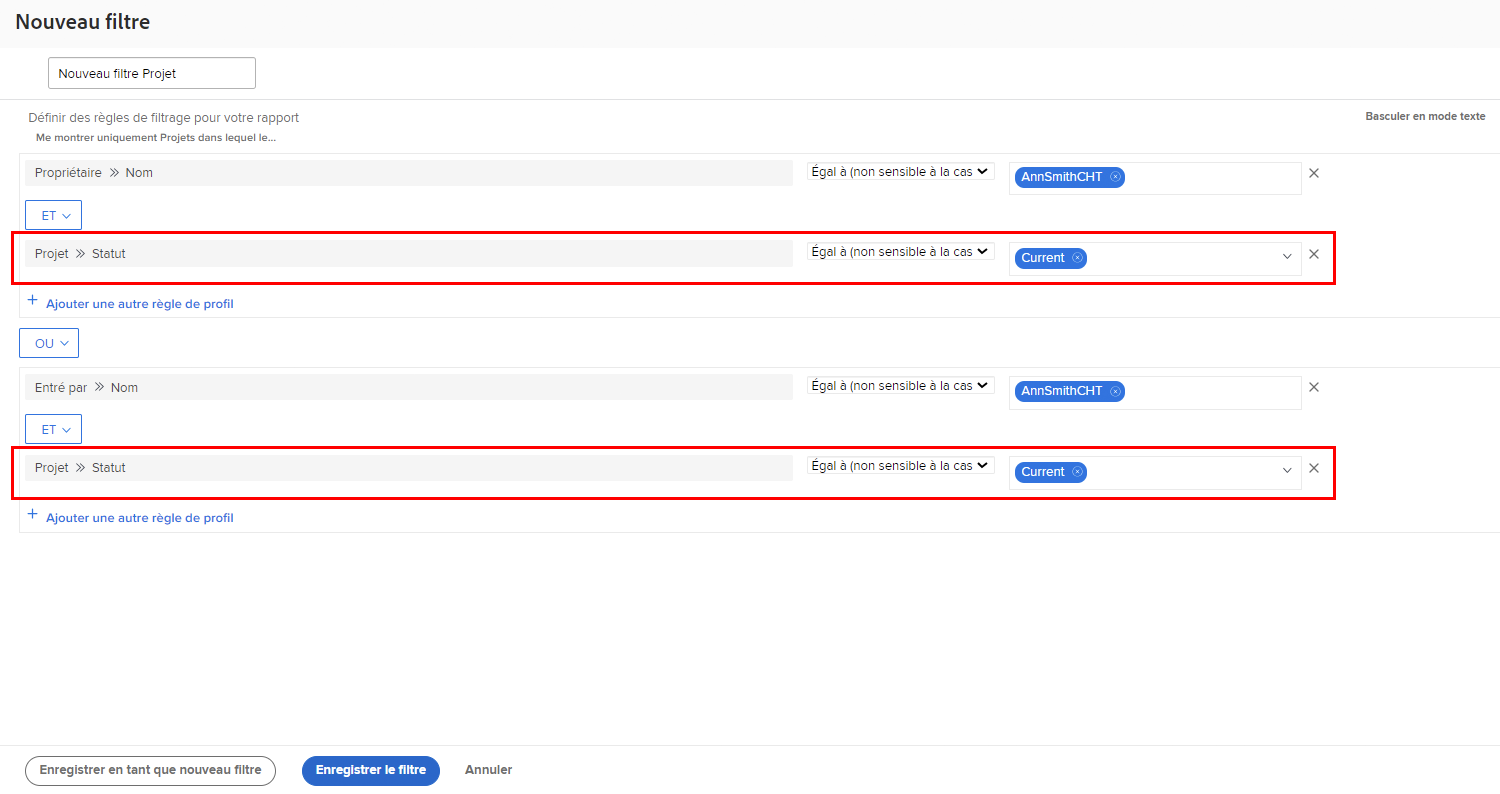 Nouveau filtre
Nouveau filtre Projet
Définir des règles de filtrage pour votre rapport
Basculer en mode texte
Me montrer uniquement Projets dans lequel le...
Propriétaire » Nom Égal à (non sensible à la cas AnnSmithCHT
ET
Projet » Statut Égal à (non sensible à la cas Current
+ Ajouter une autre règle de profil
OU
Entré par » Nom Égal à (non sensible à la cas AnnSmithCHT
ET
Projet » Statut Égal à (non sensible à la cas Current
+ Ajouter une autre règle de profil
Enregistrer en tant que nouveau filtre Enregistrer le filtre Annuler